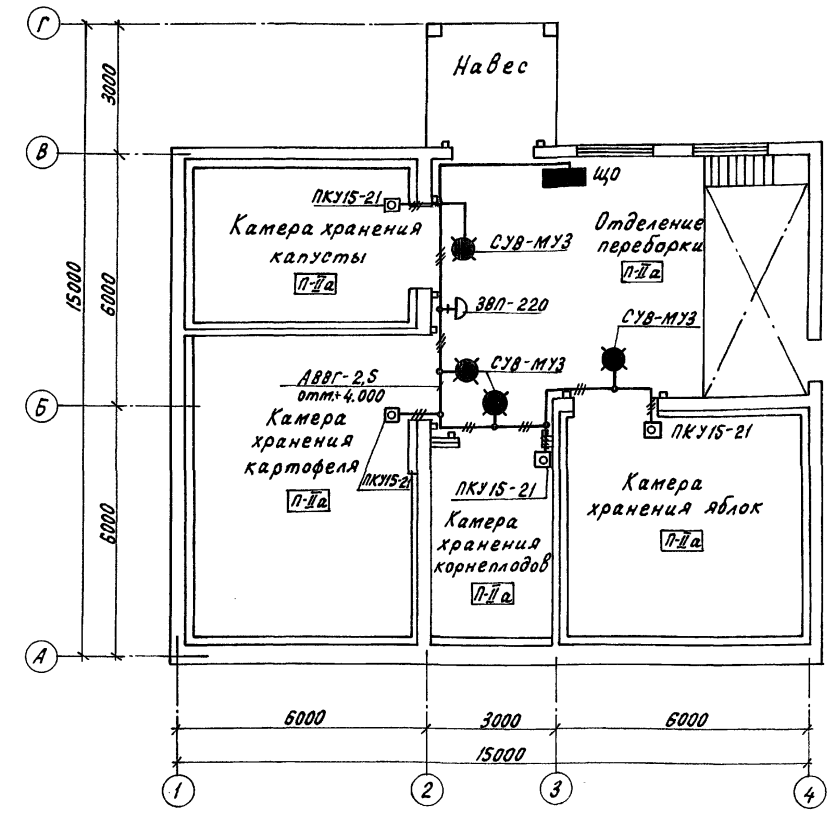 Г
Навес
3000
В
ЩО
ПКУ15-21
Камера хранения
капусты
П-IIа
СУВ-МУЗ
Отделение
переборки
П-IIа
15000
6000
ЗВП-220
СУВ-МУЗ
СУВ-МУЗ
АВВГ-2,5
отм.+4.000
Б
Камера
хранения
картофеля
ПКУ15-21
П-IIа
ПКУ15-21
ПКУ15-21
Камера
хранения яблок
П-IIа
Камера
хранения
корнеплодов
П-IIа
6000
А
6000
3000
6000
15000
1
2
3
4